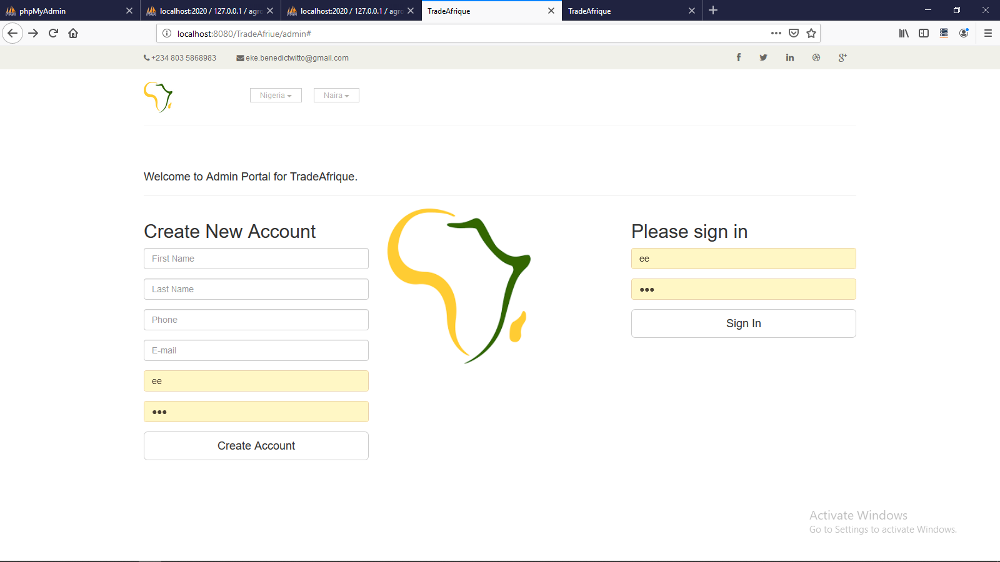 phpMyAdmin
localhost:2020 / 127.0.0.1 / agro
localhost:2020 / 127.0.0.1 / agro
TradeAfrique
TradeAfrique
localhost:8080/TradeAfriue/admin#
+234 803 5868983
eke.benedictwitto@gmail.com
Nigeria
Naira
Welcome to Admin Portal for TradeAfrique.
Create New Account
First Name
Last Name
Phone
E-mail
ee
•••
Create Account
Please sign in
ee
•••
Sign In
Activate Windows
Go to Settings to activate Windows.